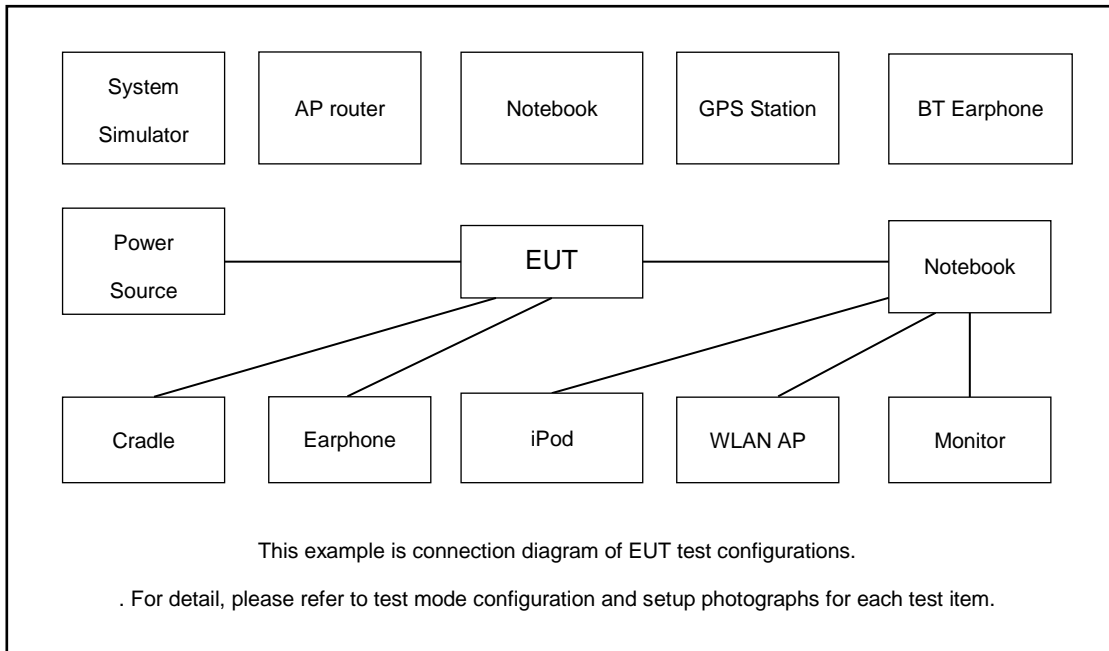 System
Simulator
AP router
Notebook
GPS Station
BT Earphone
Power
Source
EUT
Notebook
Cradle
Earphone
iPod
WLAN AP
Monitor
This example is connection diagram of EUT test configurations.
. For detail, please refer to test mode configuration and setup photographs for each test item.